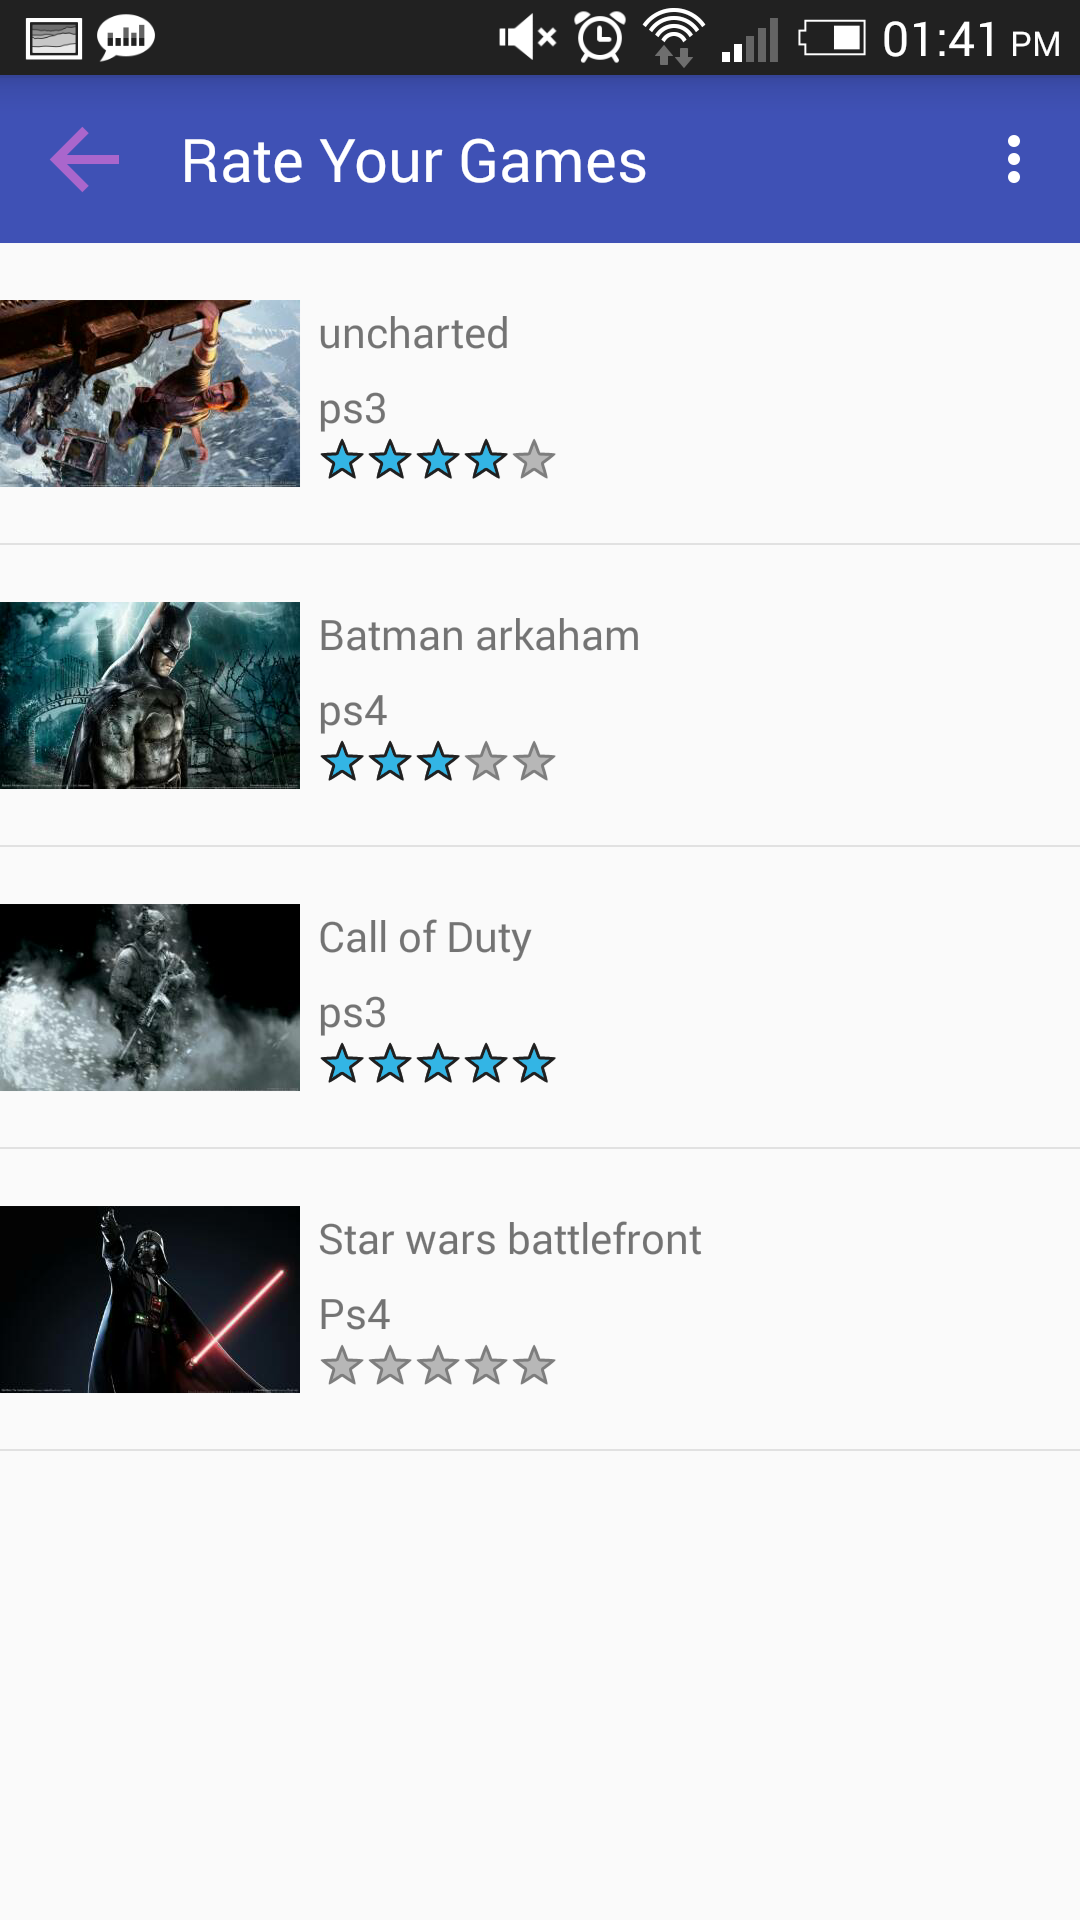 01:41 PM
Rate Your Games
uncharted
ps3
Batman arkaham
ps4
Call of Duty
ps3
Star wars battlefront
Ps4